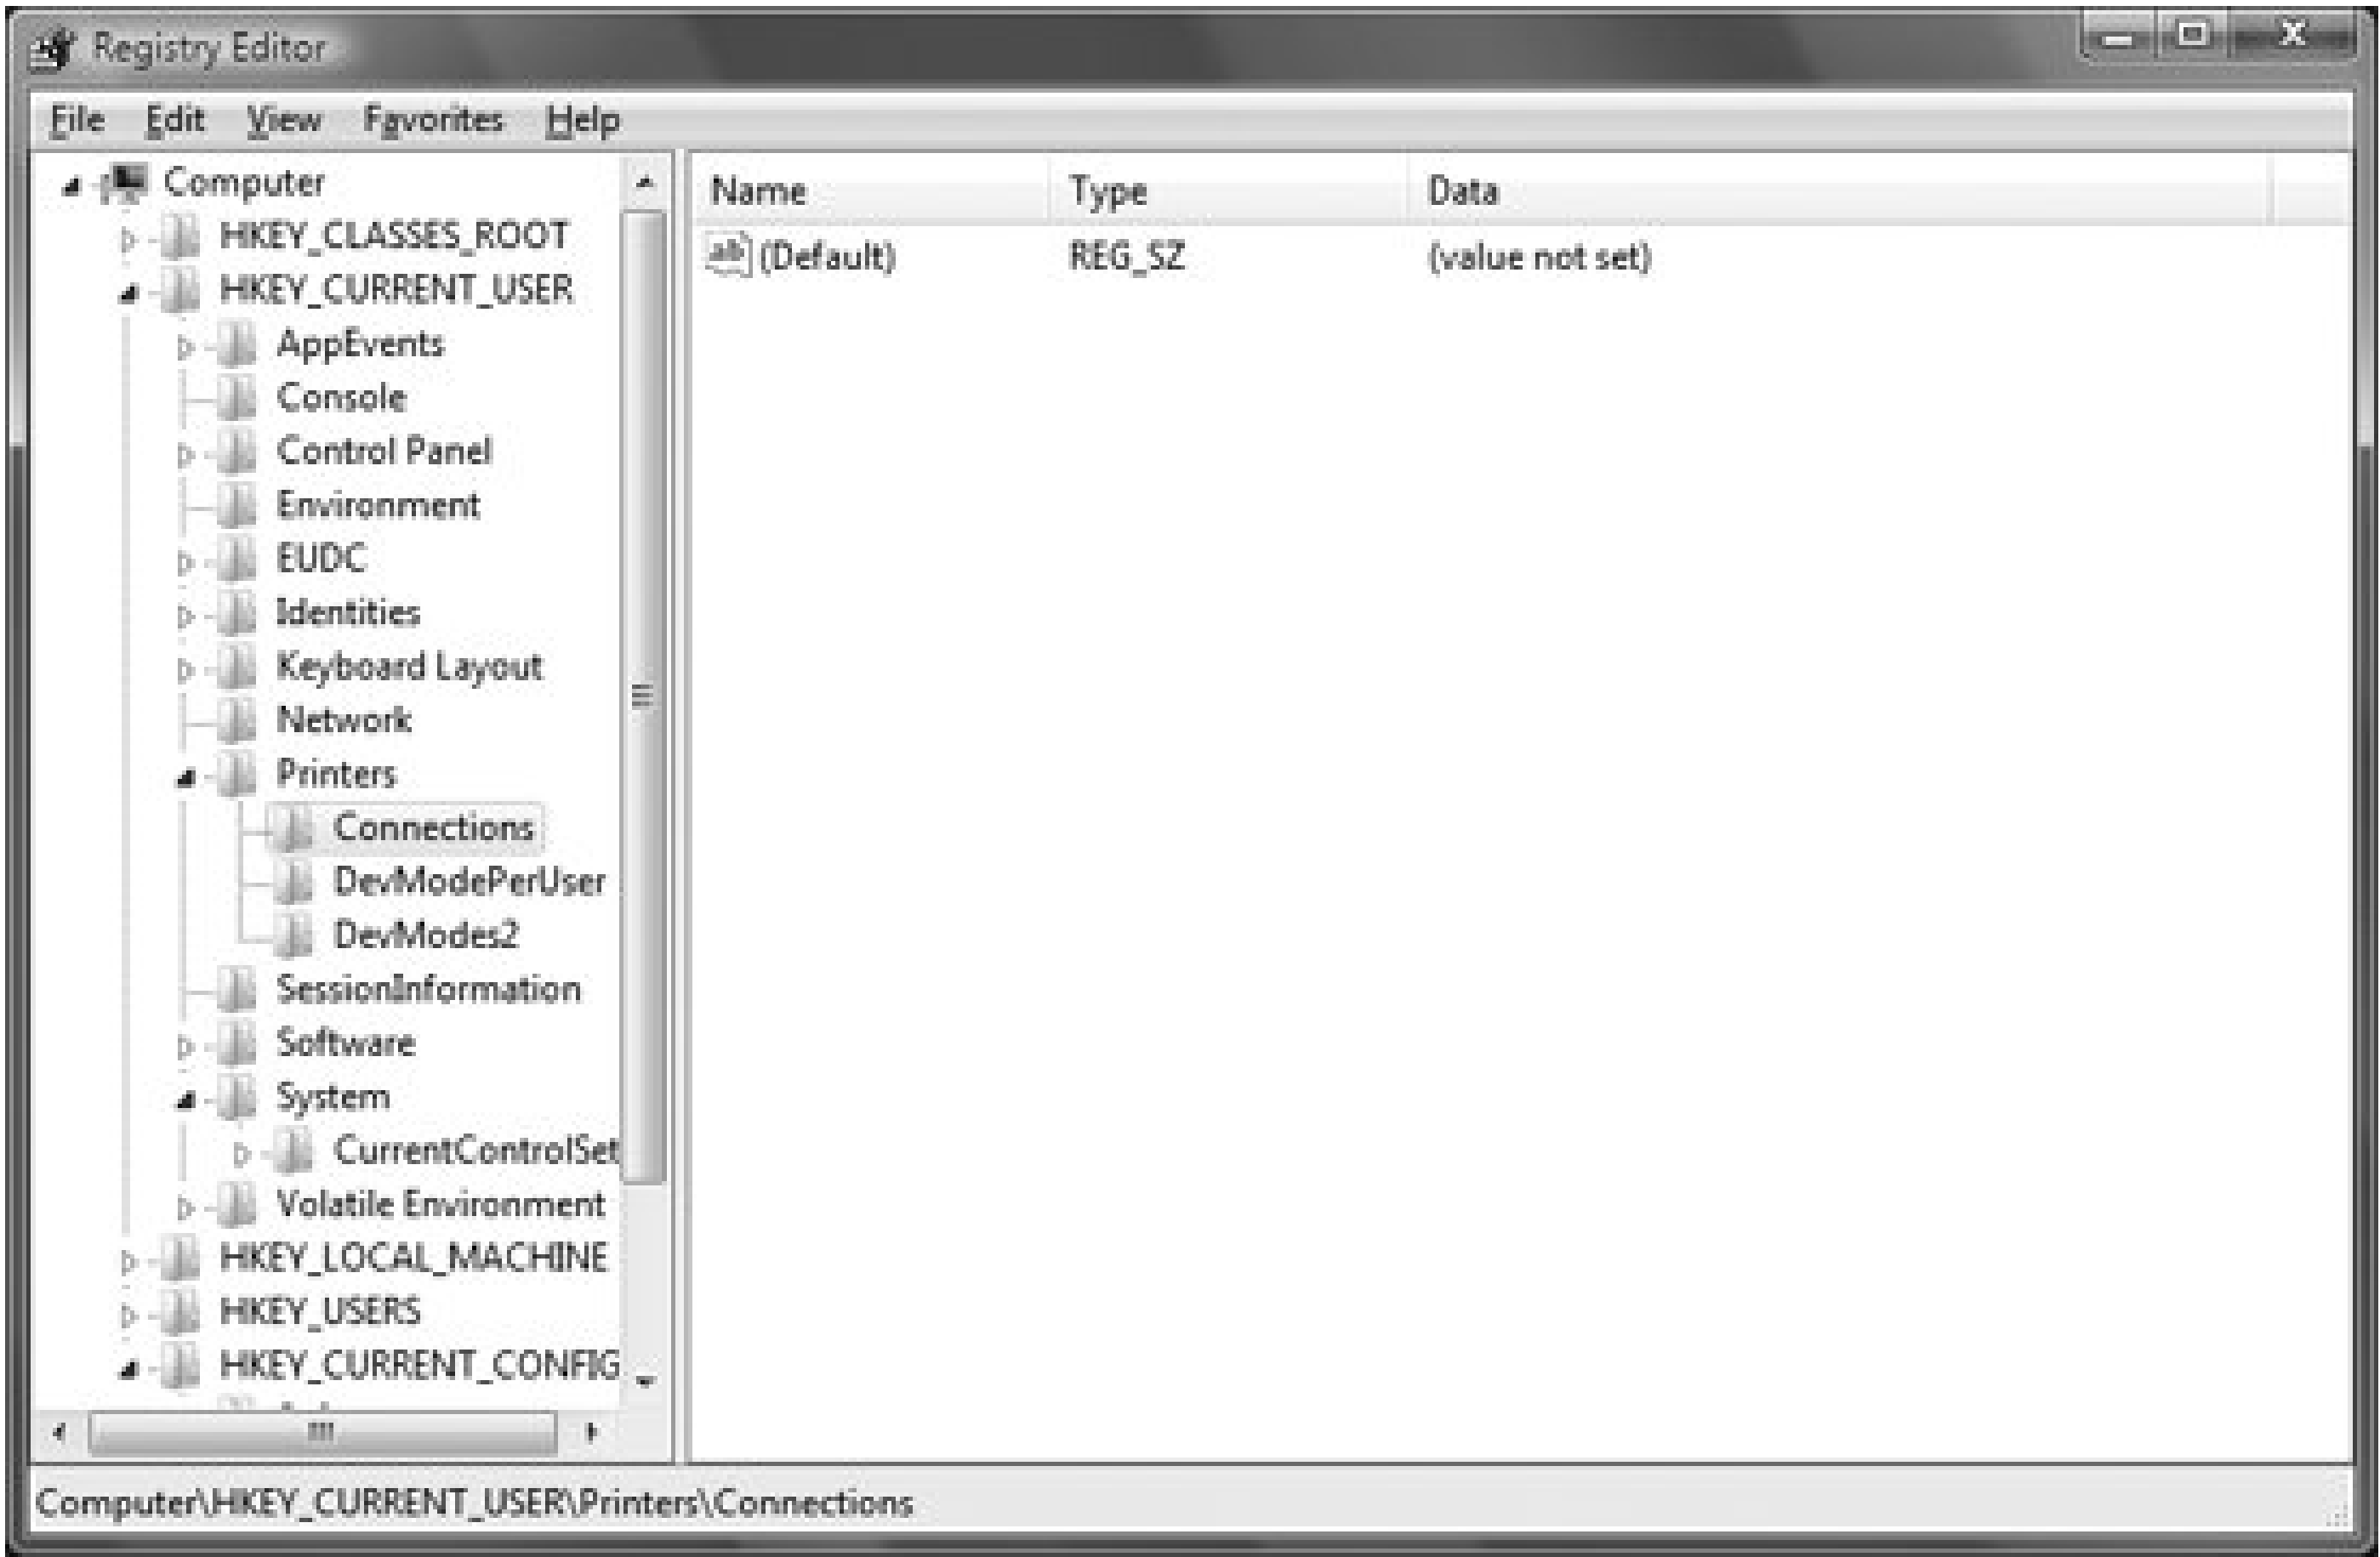 Registry Editor
File Edit View Favorites Help
Computer
HKEY_CLASSES_ROOT
HKEY_CURRENT_USER
AppEvents
Console
Control Panel
Environment
EUDC
Identities
Keyboard Layout
Network
Printers
Connections
DevModePerUser
DevModes2
SessionInformation
Software
System
CurrentControlSet
Volatile Environment
HKEY_LOCAL_MACHINE
HKEY_USERS
HKEY_CURRENT_CONFIG
Name Type Data
ab (Default) REG_SZ (value not set)
Computer\HKEY_CURRENT_USER\Printers\Connections